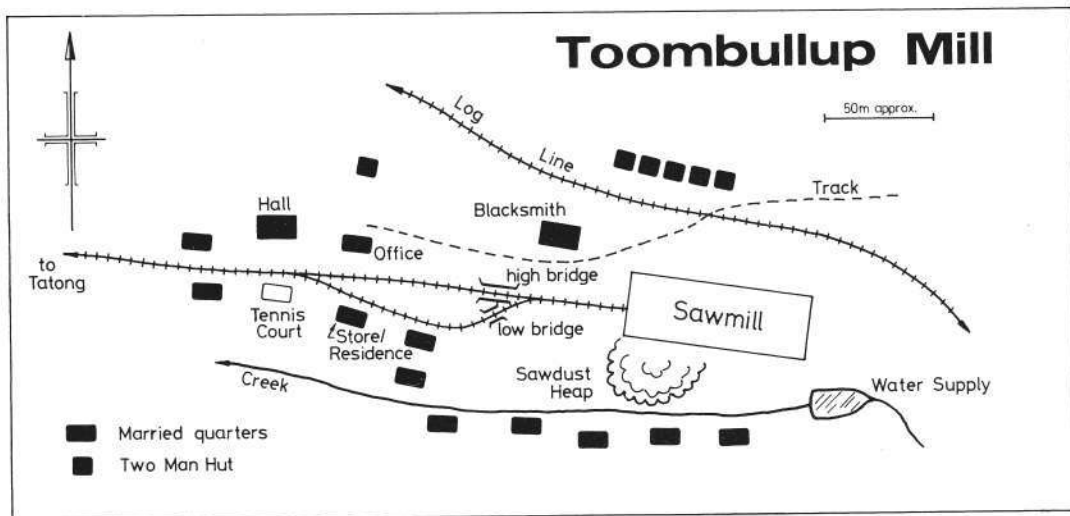 Toombullup Mill
50m approx.
Log
Line
Track
Hall
Blacksmith
Office
to
Tatong
high bridge
Tennis
Court
Store/
Residence
low bridge
Sawmill
Creek
Sawdust
Heap
Water Supply
Married quarters
Two Man Hut